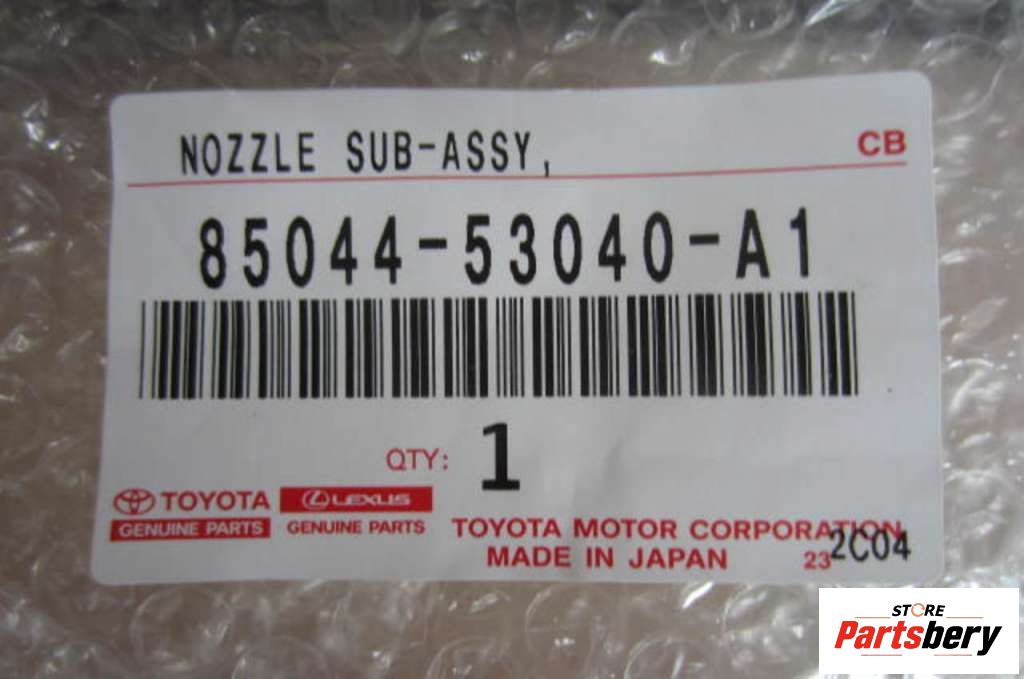 NOZZLE SUB-ASSY, CB
85044-53040-A1
QTY: 1
TOYOTA LEXUS
GENUINE PARTS GENUINE PARTS TOYOTA MOTOR CORPORATION
MADE IN JAPAN 23 2C04
STORE
Partsbery